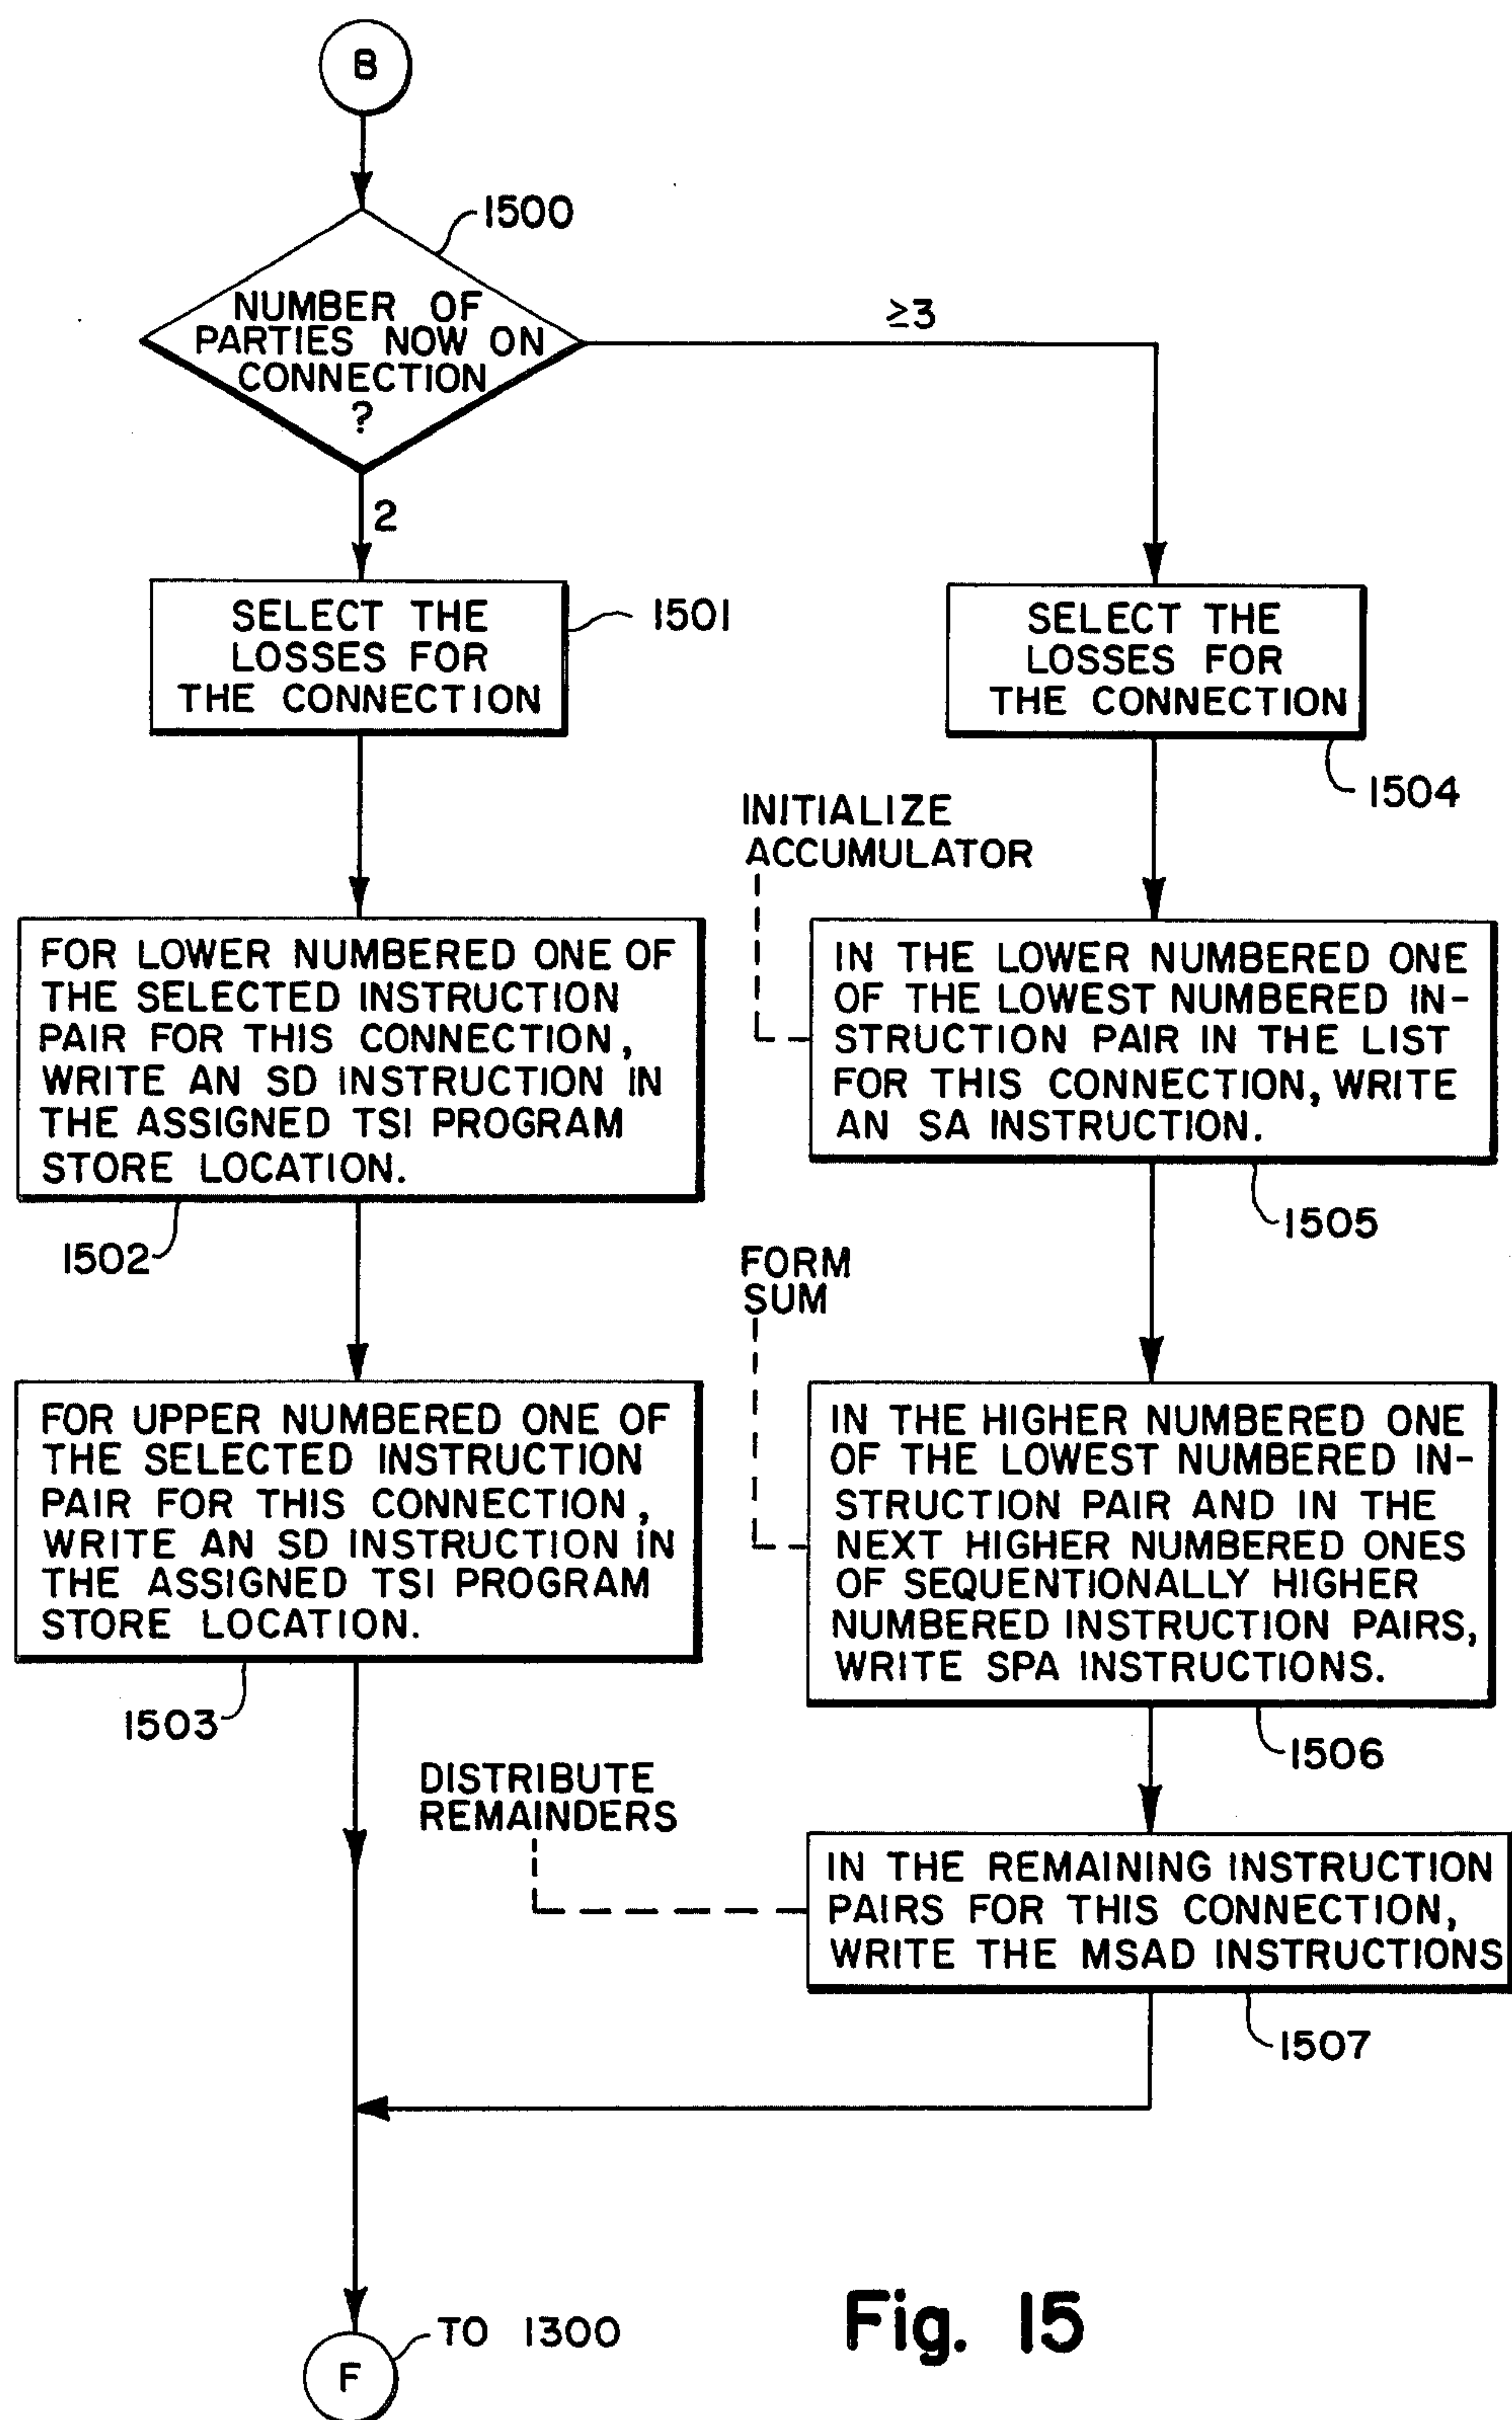 B
1500
NUMBER OF
PARTIES NOW ON
CONNECTION
?
≥3
2
SELECT THE
LOSSES FOR
THE CONNECTION
1501
SELECT THE
LOSSES FOR
THE CONNECTION
1504
INITIALIZE
ACCUMULATOR
FOR LOWER NUMBERED ONE OF
THE SELECTED INSTRUCTION
PAIR FOR THIS CONNECTION,
WRITE AN SD INSTRUCTION IN
THE ASSIGNED TSI PROGRAM
STORE LOCATION.
1502
IN THE LOWER NUMBERED ONE
OF THE LOWEST NUMBERED IN-
STRUCTION PAIR IN THE LIST
FOR THIS CONNECTION, WRITE
AN SA INSTRUCTION.
1505
FORM
SUM
FOR UPPER NUMBERED ONE OF
THE SELECTED INSTRUCTION
PAIR FOR THIS CONNECTION,
WRITE AN SD INSTRUCTION IN
THE ASSIGNED TSI PROGRAM
STORE LOCATION.
1503
IN THE HIGHER NUMBERED ONE
OF THE LOWEST NUMBERED IN-
STRUCTION PAIR AND IN THE
NEXT HIGHER NUMBERED ONES
OF SEQUENTIONALLY HIGHER
NUMBERED INSTRUCTION PAIRS,
WRITE SPA INSTRUCTIONS.
1506
DISTRIBUTE
REMAINDERS
IN THE REMAINING INSTRUCTION
PAIRS FOR THIS CONNECTION,
WRITE THE MSAD INSTRUCTIONS
1507
F
TO 1300
Fig. 15